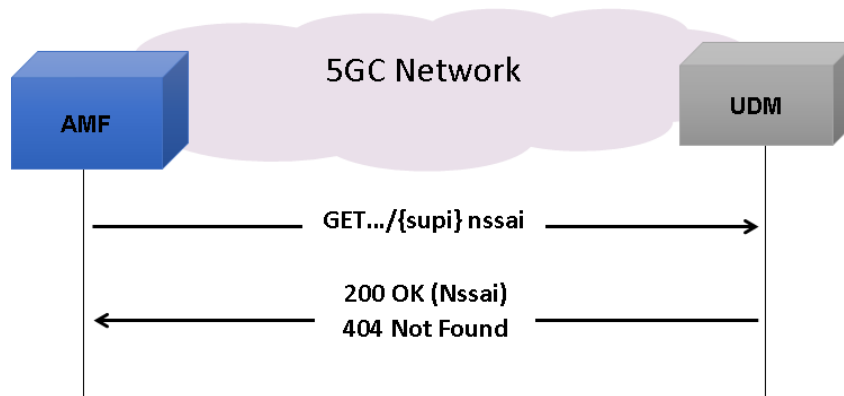 5GC Network
AMF
UDM
GET.../{supi} nssai
200 OK (Nssai)
404 Not Found